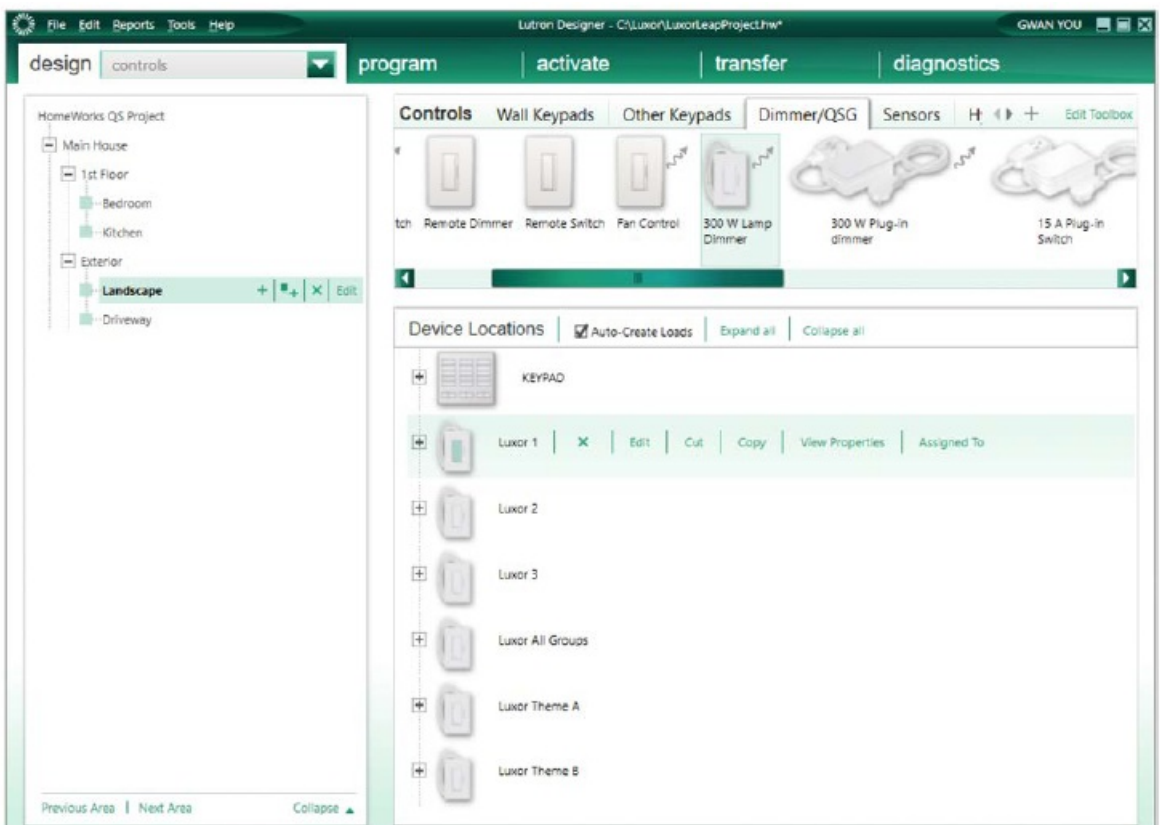 File Edit Reports Tools Help
Lutron Designer - C:\Luxor\LuxorLeapProject.hw*
GWAN YOU
design controls program activate transfer diagnostics
HomeWorks QS Project
Main House
1st Floor
Bedroom
Kitchen
Exterior
Landscape + + × Edit
Driveway
Previous Area | Next Area Collapse
Controls Wall Keypads Other Keypads Dimmer/QSG Sensors + Edit Toolbox
tch Remote Dimmer Remote Switch Fan Control 300 W Lamp Dimmer 300 W Plug-in dimmer 15 A Plug-in Switch
Device Locations Auto-Create Loads Expand all Collapse all
KEYPAD
Luxor 1 × Edit Cut Copy View Properties Assigned To
Luxor 2
Luxor 3
Luxor All Groups
Luxor Theme A
Luxor Theme B